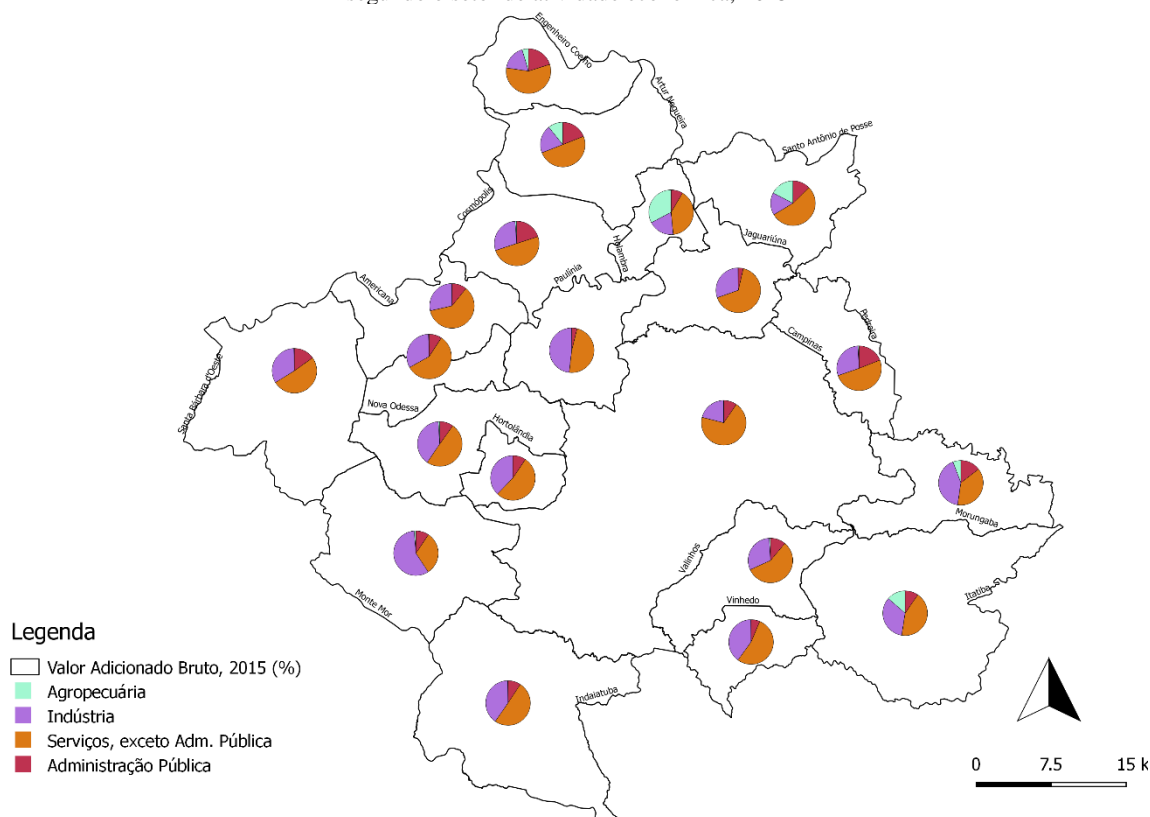 Engenheiro Coelho
Artur Nogueira
Santo Antônio de Posse
Cosmópolis
Holambra
Jaguariúna
Paulínia
Americana
Campinas
Pedreira
Santa Bárbara d'Oeste
Nova Odessa
Hortolândia
Morungaba
Valinhos
Itatiba
Monte Mor
Vinhedo
Indaiatuba
Legenda
Valor Adicionado Bruto, 2015 (%)
Agropecuária
Indústria
Serviços, exceto Adm. Pública
Administração Pública
0 7.5 15 k